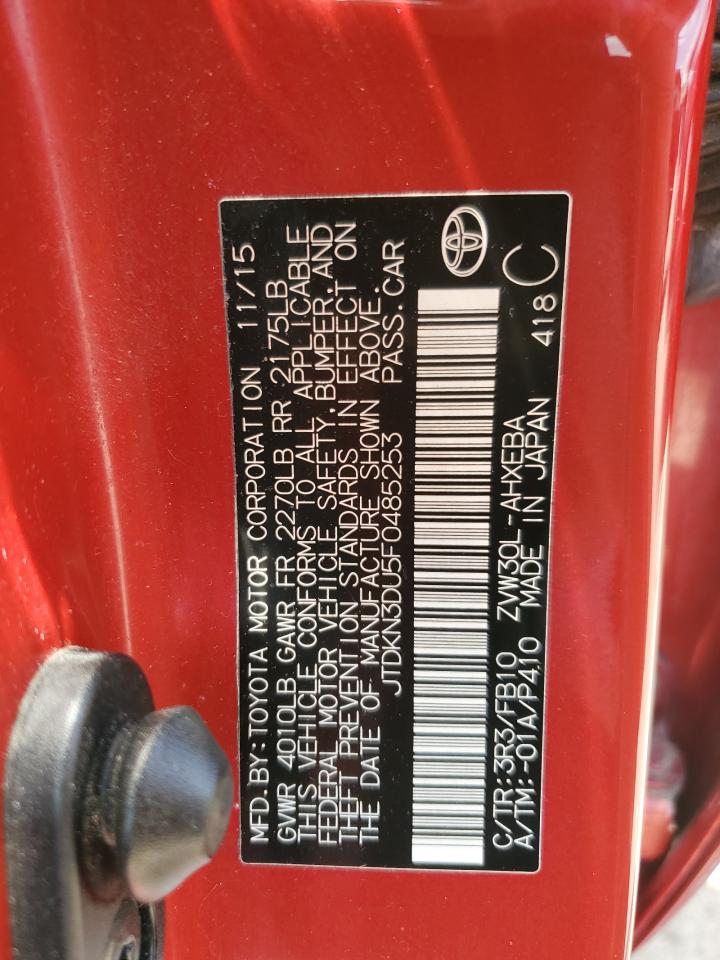 MFD.BY:TOYOTA MOTOR CORPORATION 11/15
GVWR 4010LB GAWR FR 2270LB RR 2175LB
THIS VEHICLE CONFORMS TO ALL APPLICABLE
FEDERAL MOTOR VEHICLE SAFETY,BUMPER,AND
THEFT PREVENTION STANDARDS IN EFFECT ON
THE DATE OF MANUFACTURE SHOWN ABOVE.
JTDKN3DU5F0485253 PASS.CAR
C/TR:3R3/FB10 ZVW30L-AHXEBA
A/TM:-01A/P410 MADE IN JAPAN 418 C